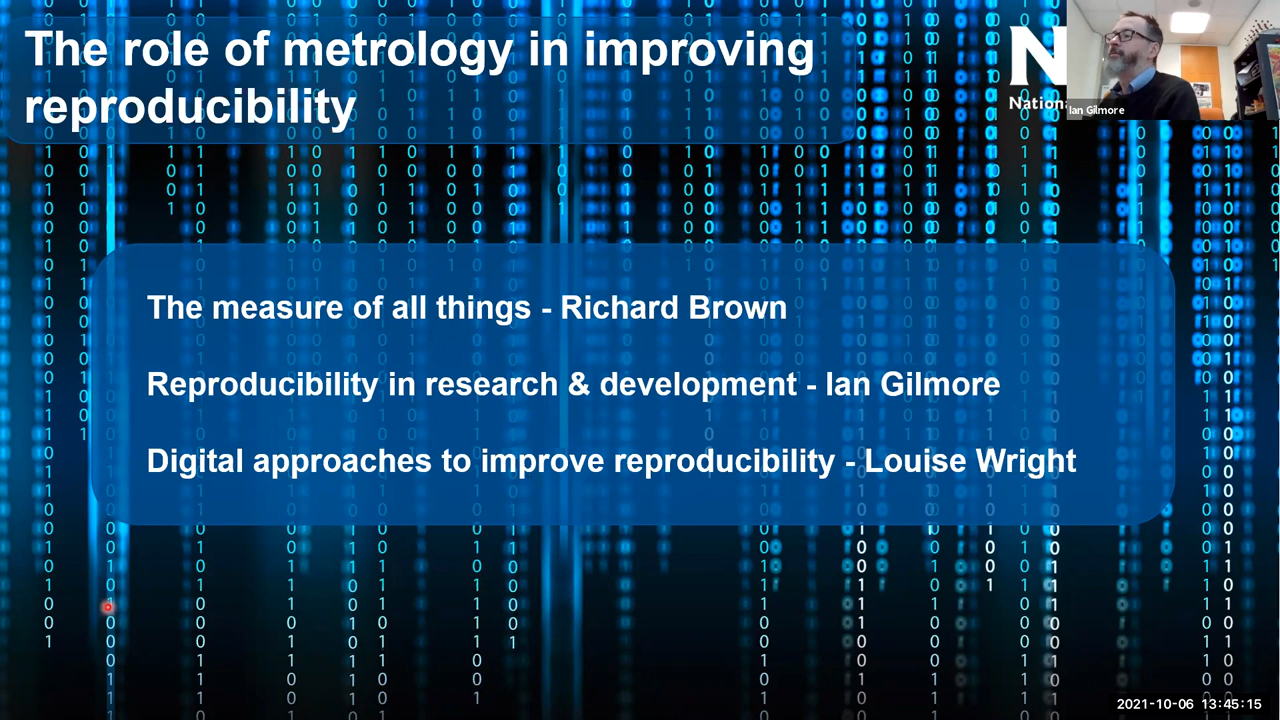 The role of metrology in improving
reproducibility
N
Nationa
Ian Gilmore
The measure of all things - Richard Brown
Reproducibility in research & development - Ian Gilmore
Digital approaches to improve reproducibility - Louise Wright
2021-10-06 13:45:15